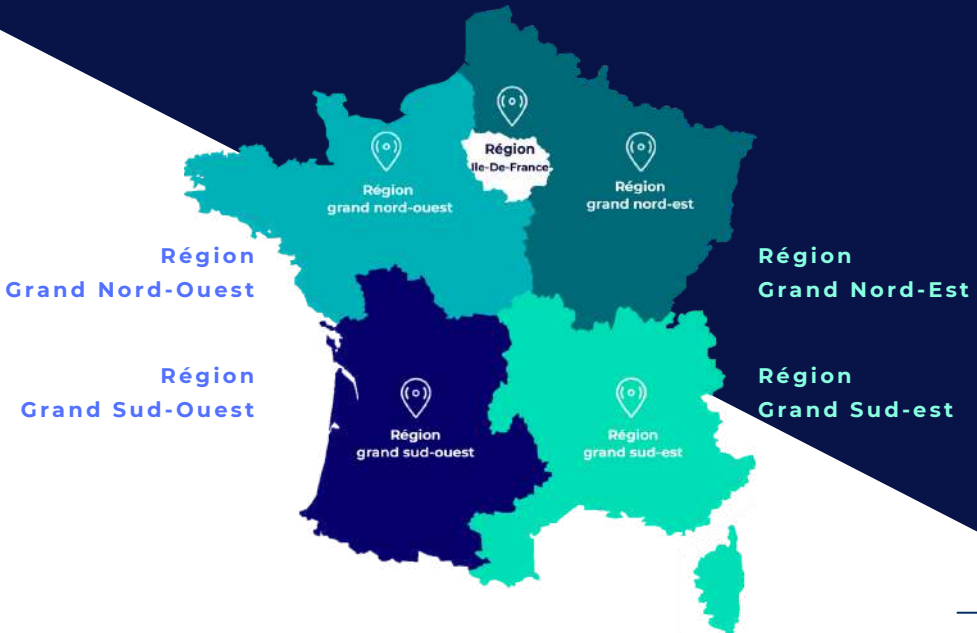 Région
Ile-De-France
Région
grand nord-ouest
Région
grand nord-est
Région
Grand Nord-Ouest
Région
Grand Nord-Est
Région
Grand Sud-Ouest
Région
Grand Sud-est
Région
grand sud-ouest
Région
grand sud-est